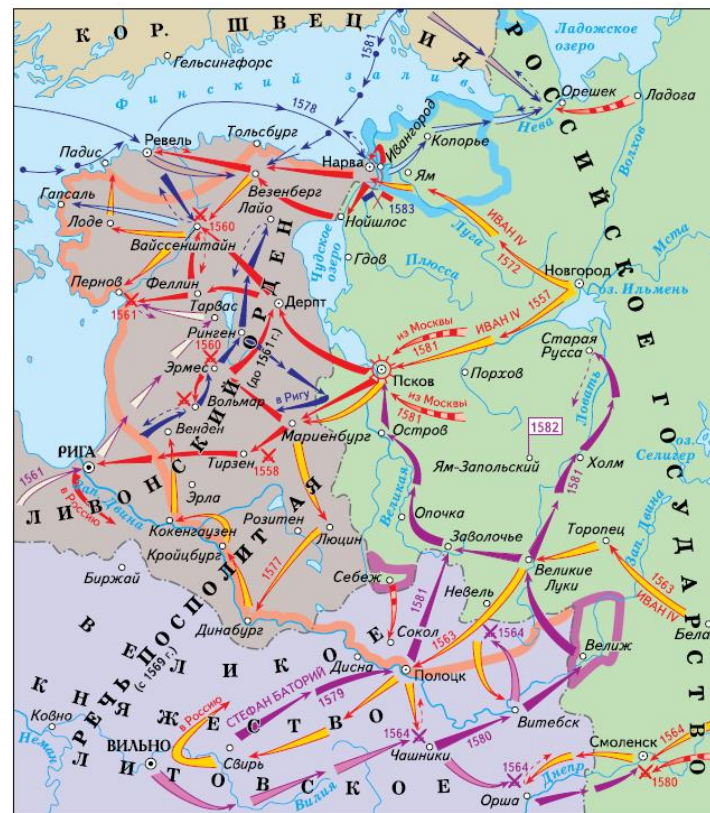 КОР. ШВЕЦИЯ
РОССИЙСКОЕ ГОСУДАРСТВО
Ладожское
озеро
Гельсингфорс
Финский залив
1581
1578
Орешек
Ладога
Нева
Волхов
Ревель
Тольсбург
Нарва
Ивангород
Копорье
Ям
Падис
Гапсаль
Везенберг
Лайо
Нойшлос
1583
Лоде
1560
Вайссенштайн
Чудское
озеро
Гдов
Луга
Плюсса
ИВАН IV
1572
Мста
Новгород
оз. Ильмень
Пернов
Феллин
1561
Тарвас
Дерпт
ИВАН IV
1557
из Москвы
1581
Старая
Русса
Ринген
1560
Эрмес
ЛИВОНСКИЙ ОРДЕН
(до 1561 г.)
Псков
Порхов
Ловать
из Москвы
1581
в Ригу
Вольмар
Венден
Мариенбург
Остров
1582
оз.
Селигер
РИГА
1561
в Россию
Тирзен
1558
Великая
Ям-Запольский
Холм
1581
Зап. Двина
Эрла
Опочка
Кокенгаузен
Розитен
Люцин
Заволочье
Торопец
Зап. Двина
Кройцбург
1577
Биржай
Себеж
Великие
Луки
1563
ИВАН IV
Невель
Бела
Динабург
1581
Сокол
1563
1564
Велиж
РЕЧЬ ПОСПОЛИТАЯ
(с 1569 г.)
ВЕЛИКОЕ
КНЯЖЕСТВО
ЛИТОВСКОЕ
Дисна
Полоцк
в Россию
СТЕФАН БАТОРИЙ
1579
Ковно
Неман
ВИЛЬНО
Свирь
1564
Чашники
1580
Витебск
Смоленск
1564
1564
1580
Вилия
Днепр
Орша